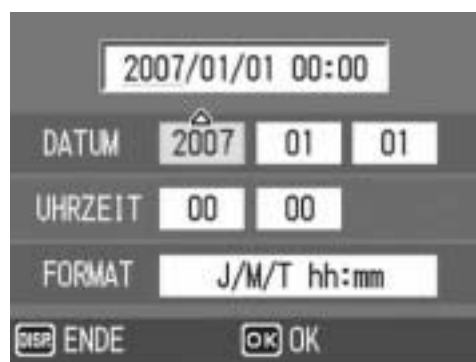 2007/01/01 00:00
DATUM 2007 01 01
UHRZEIT 00 00
FORMAT J/M/T hh:mm
DISP. ENDE OK OK